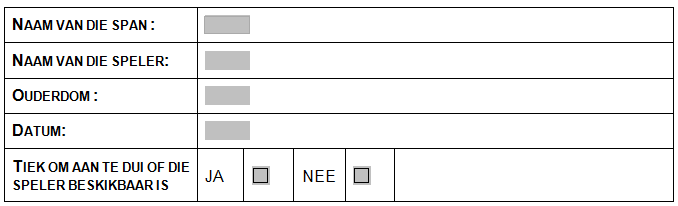 NAAM VAN DIE SPAN :
NAAM VAN DIE SPELER:
OUDERDOM :
DATUM:
TIEK OM AAN TE DUI OF DIE
SPELER BESKIKBAAR IS
JA
NEE